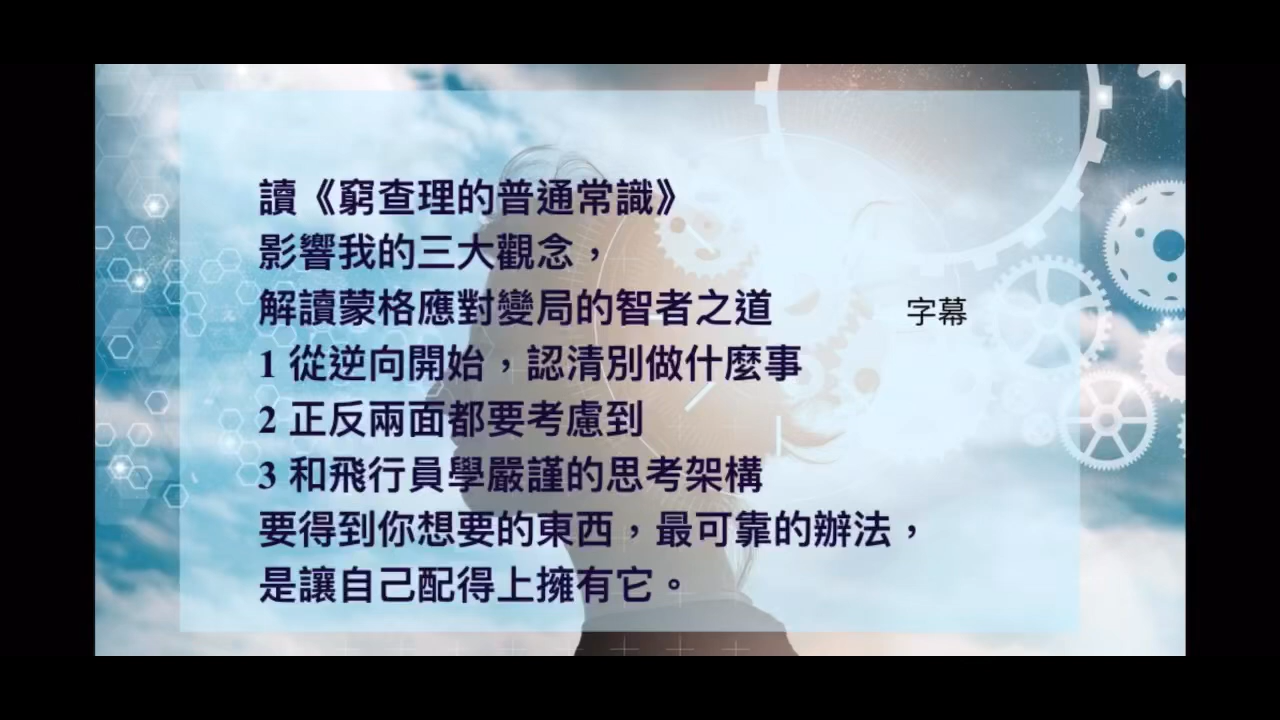 讀《窮查理的普通常識》
影響我的三大觀念，
解讀蒙格應對變局的智者之道
字幕
1 從逆向開始，認清別做什麼事
2 正反兩面都要考慮到
3 和飛行員學嚴謹的思考架構
要得到你想要的東西，最可靠的辦法，
是讓自己配得上擁有它。